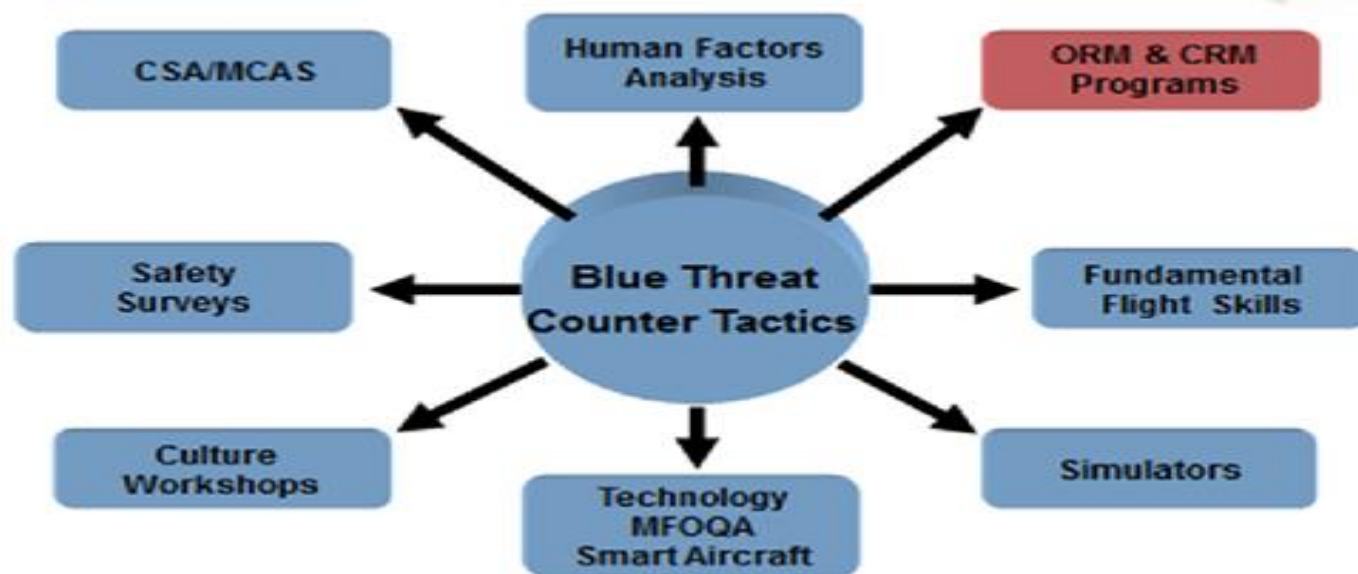 CSA/MCAS
Human Factors
Analysis
ORM & CRM
Programs
Safety
Surveys
Blue Threat
Counter Tactics
Fundamental
Flight Skills
Culture
Workshops
Technology
MFOQA
Smart Aircraft
Simulators